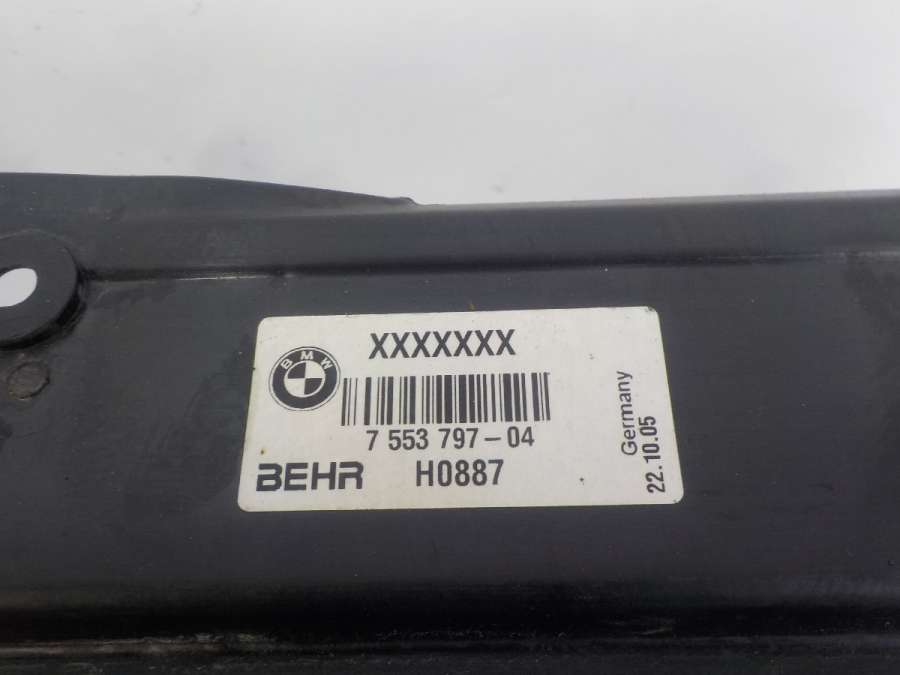 XXXXXXX
BMW
7 553 797-04
BEHR H0887
Germany
22.10.05